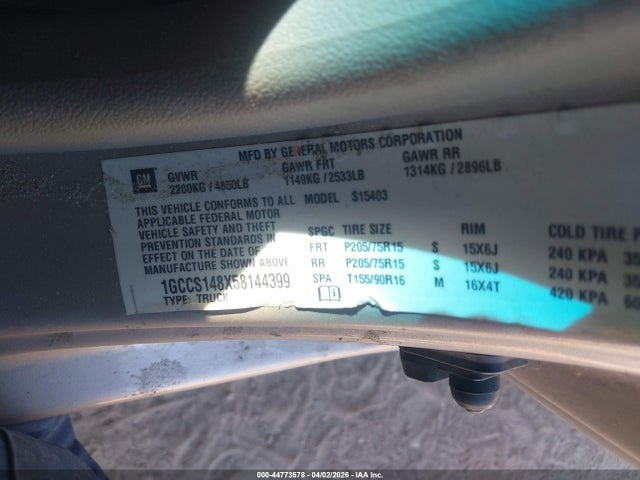 MFD BY GENERAL MOTORS CORPORATION
GM GVWR GAWR FRT GAWR RR
2200KG / 4850LB 1149KG / 2533LB 1314KG / 2896LB
THIS VEHICLE CONFORMS TO ALL MODEL S15403
APPLICABLE FEDERAL MOTOR
VEHICLE SAFETY AND THEFT SPGC TIRE SIZE RIM COLD TIRE
PREVENTION STANDARDS IN FRT P205/75R15 S 15X6J 240 KPA
EFFECT ON THE DATE OF RR P205/75R15 S 15X6J 240 KPA
MANUFACTURE SHOWN ABOVE. SPA T155/90R16 M 16X4T 420 KPA
1GCCS148X58144399
TYPE: TRUCK
000-44773578 - 04/02/2026 - IAA Inc.